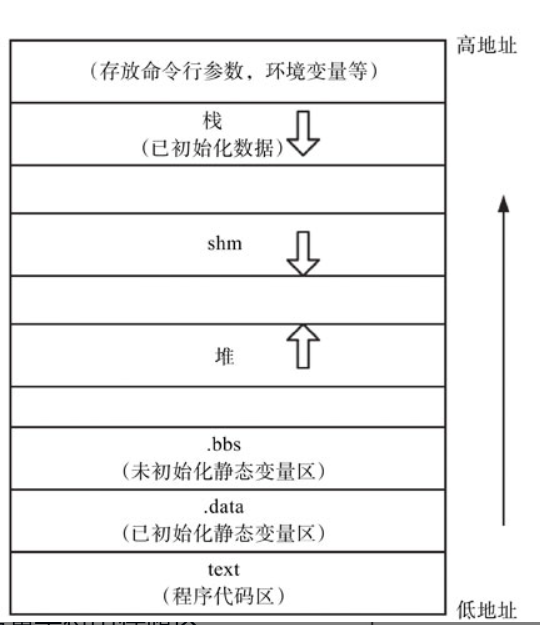 高地址
(存放命令行参数，环境变量等)
栈
(已初始化数据)
shm
堆
.bbs
(未初始化静态变量区)
.data
(已初始化静态变量区)
text
(程序代码区)
低地址